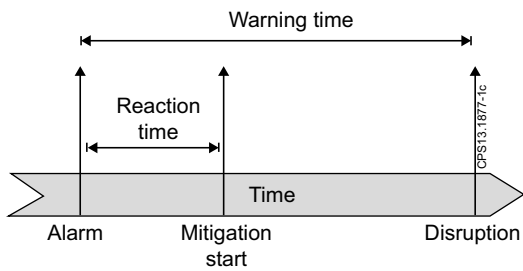 Warning time
Reaction
time
CPS13.1877-1c
Time
Alarm
Mitigation
start
Disruption